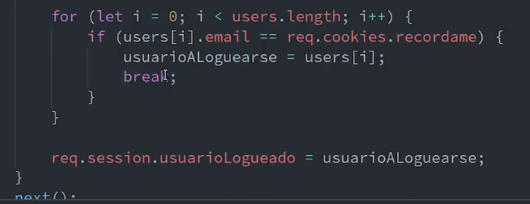 for (let i = 0; i < users.length; i++) {
if (users[i].email == req.cookies.recordame) {
usuarioALoguearse = users[i];
break;
}
}
req.session.usuarioLogueado = usuarioALoguearse;
}
next();